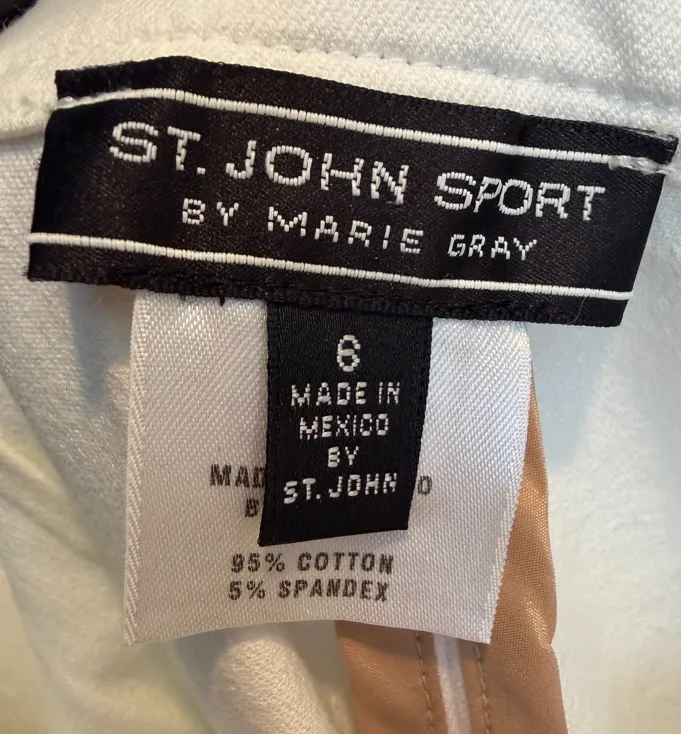 ST. JOHN SPORT
BY MARIE GRAY
6
MADE IN
MEXICO
BY
ST. JOHN
95% COTTON
5% SPANDEX